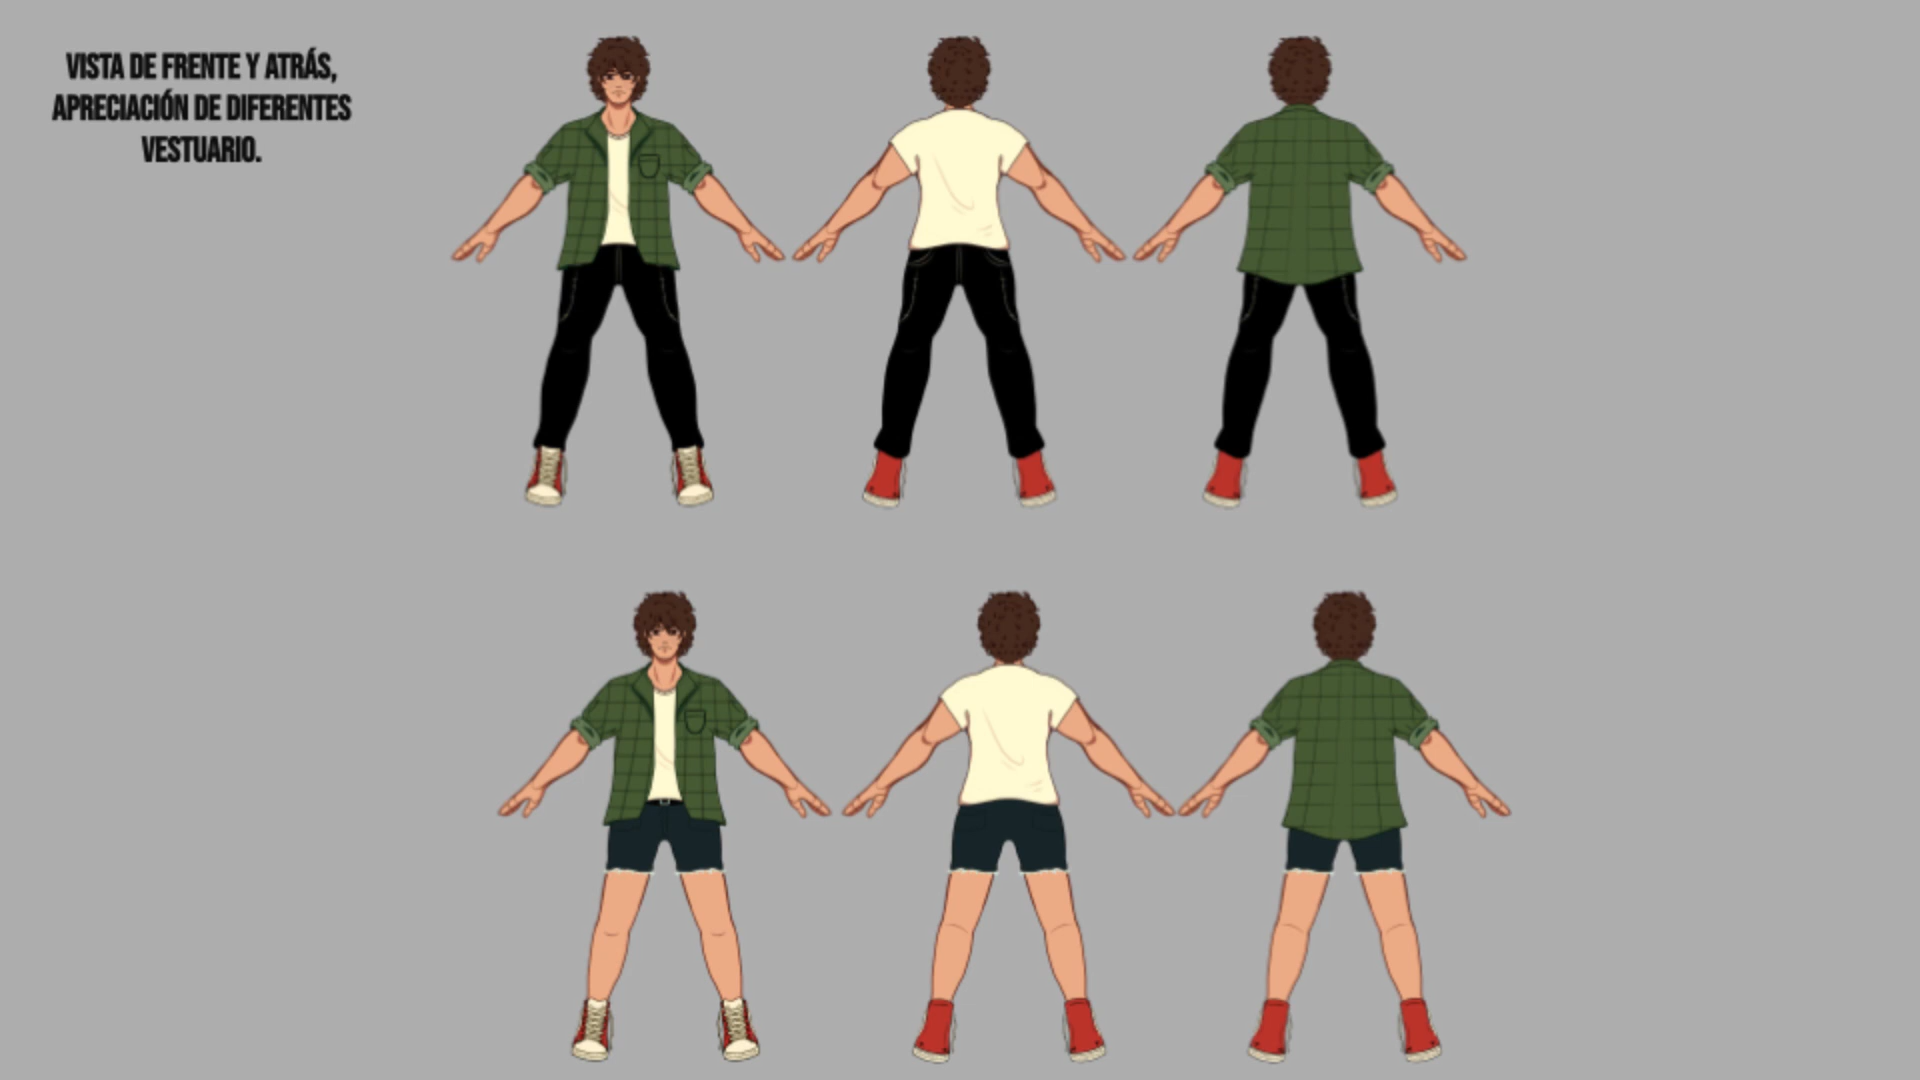 VISTA DE FRENTE Y ATRÁS,
APRECIACIÓN DE DIFERENTES
VESTUARIO.